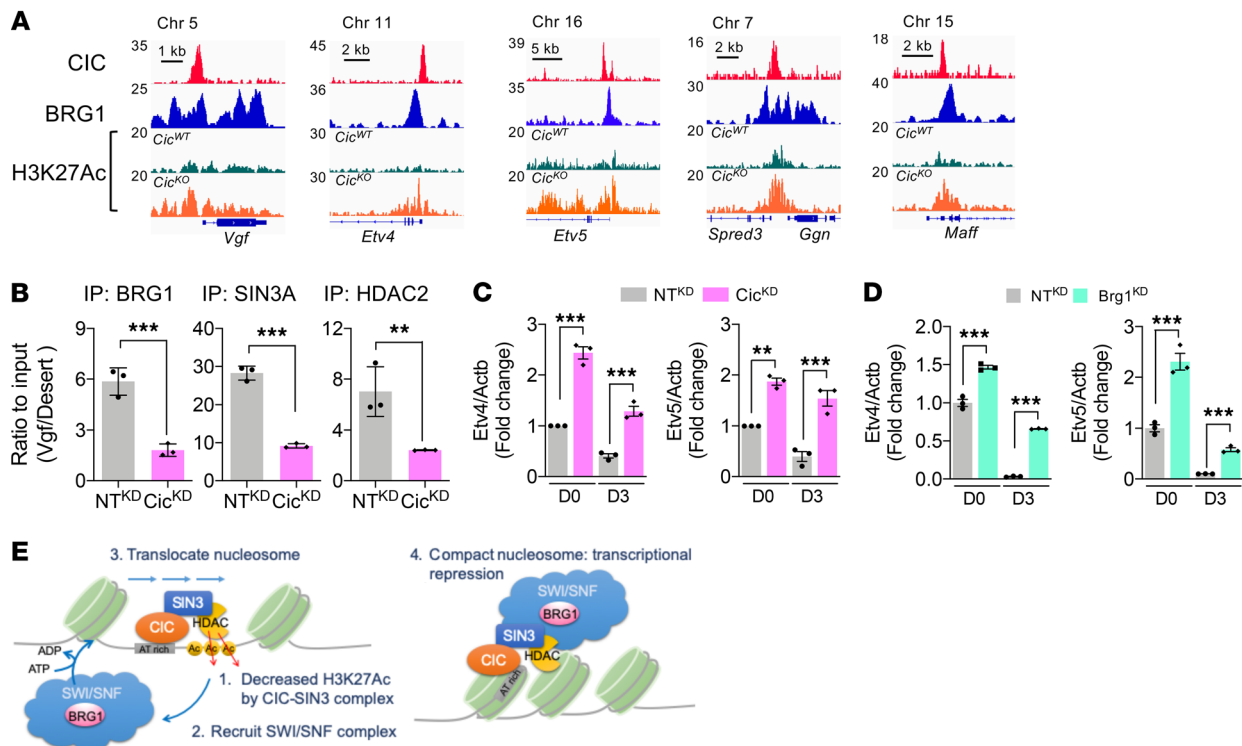 A
Chr 5
Chr 11
Chr 16
Chr 7
Chr 15
CIC
BRG1
H3K27Ac
35
1 kb
45
2 kb
39
5 kb
16
2 kb
18
2 kb
25
36
35
30
40
20
Cic^WT
30
Cic^WT
20
Cic^WT
20
Cic^WT
20
Cic^WT
20
Cic^KO
30
Cic^KO
20
Cic^KO
20
Cic^KO
20
Cic^KO
Vgf
Etv4
Etv5
Spred3
Ggn
Maff
B
IP: BRG1
IP: SIN3A
IP: HDAC2
Ratio to input
(Vgf/Desert )
9
6
3
0
***
NT^KD
Cic^KD
40
30
20
10
0
***
NT^KD
Cic^KD
12
8
4
0
**
NT^KD
Cic^KD
C
NT^KD
Cic^KD
Etv4/Actb
(Fold change)
3
2
1
0
***
***
D0
D3
Etv5/Actb
(Fold change)
3
2
1
0
**
***
D0
D3
D
NT^KD
Brg1^KD
Etv4/Actb
(Fold change)
2.0
1.5
1.0
0.5
0.0
***
***
D0
D3
Etv5/Actb
(Fold change)
3
2
1
0
***
***
D0
D3
E
3. Translocate nucleosome
SIN3
HDAC
CIC
AT rich
Ac
Ac
Ac
ADP
ATP
SWI/SNF
BRG1
1. Decreased H3K27Ac
by CIC-SIN3 complex
2. Recruit SWI/SNF complex
4. Compact nucleosome: transcriptional
repression
SWI/SNF
BRG1
SIN3
HDAC
CIC
AT rich